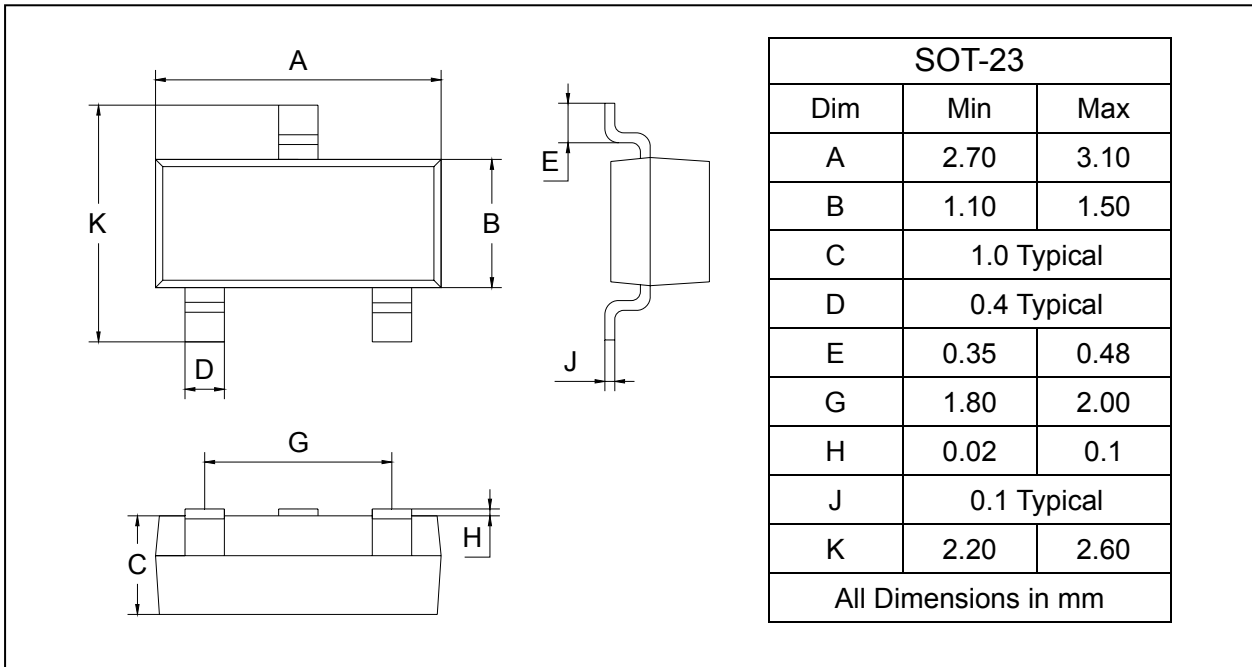 A
K
B
D
E
J
G
C
H
SOT-23
Dim Min Max
A 2.70 3.10
B 1.10 1.50
C 1.0 Typical
D 0.4 Typical
E 0.35 0.48
G 1.80 2.00
H 0.02 0.1
J 0.1 Typical
K 2.20 2.60
All Dimensions in mm